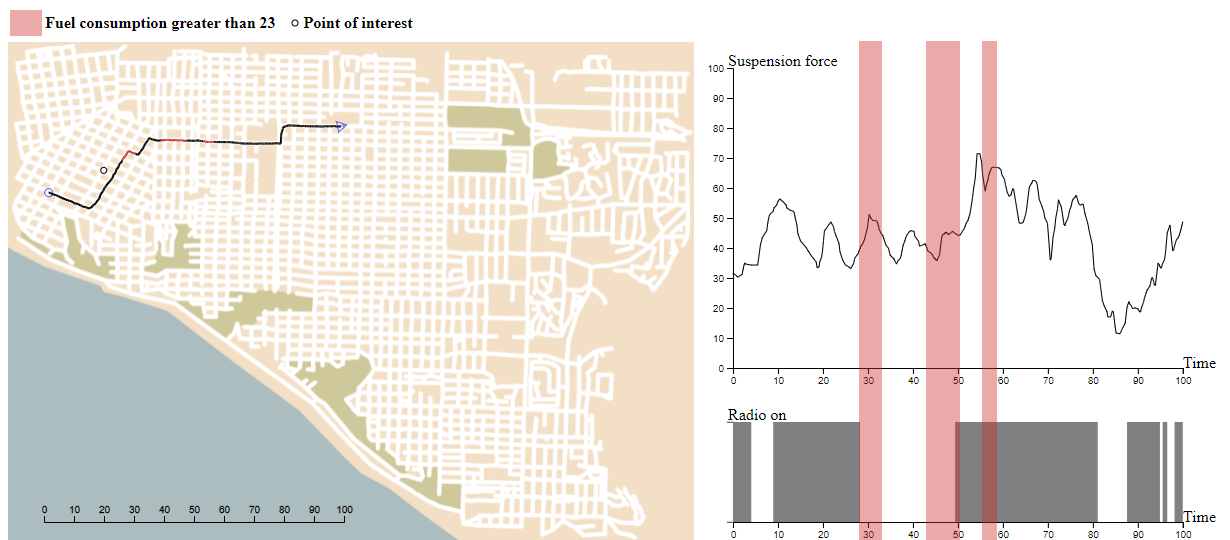 Fuel consumption greater than 23 Point of interest
0 10 20 30 40 50 60 70 80 90 100
Suspension force
100
90
80
70
60
50
40
30
20
10
0
Time
0 10 20 30 40 50 60 70 80 90 100
Radio on
Time
0 10 20 30 40 50 60 70 80 90 100